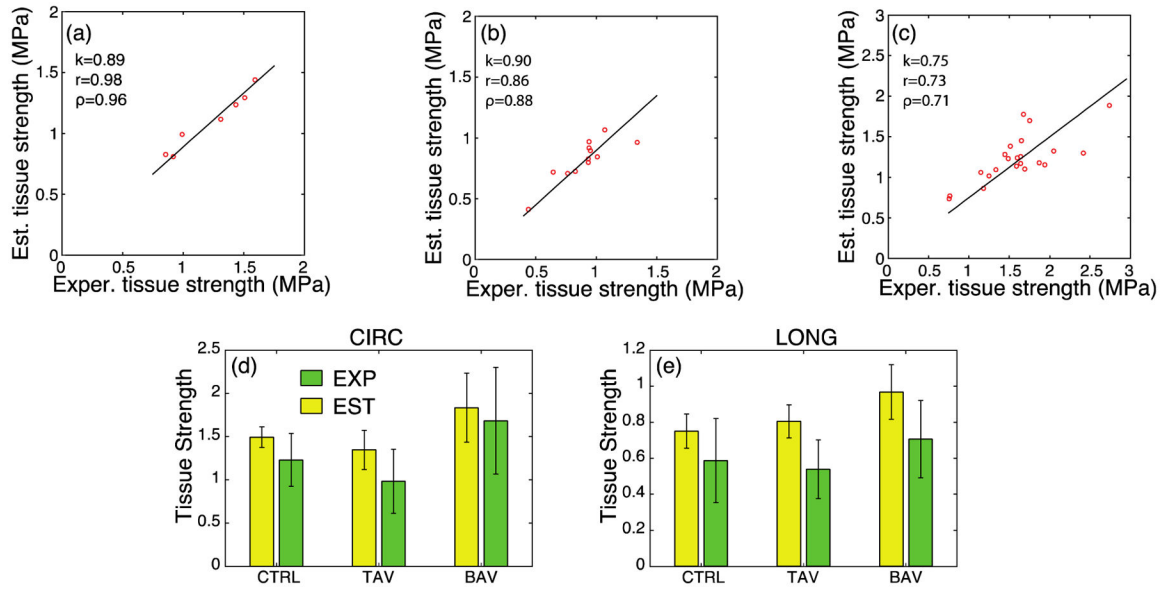 (a)
k=0.89
r=0.98
ρ=0.96
Est. tissue strength (MPa)
2
1.5
1
0.5
0
0
0.5
1
1.5
2
Exper. tissue strength (MPa)
(b)
k=0.90
r=0.86
ρ=0.88
Est. tissue strength (MPa)
2
1.5
1
0.5
0
0
0.5
1
1.5
2
Exper. tissue strength (MPa)
(c)
k=0.75
r=0.73
ρ=0.71
Est. tissue strength (MPa)
3
2.5
2
1.5
1
0.5
0
0
0.5
1
1.5
2
2.5
3
Exper. tissue strength (MPa)
CIRC
(d)
EXP
EST
Tissue Strength
2.5
2
1.5
1
0.5
0
CTRL
TAV
BAV
LONG
(e)
Tissue Strength
1.2
1
0.8
0.6
0.4
0.2
0
CTRL
TAV
BAV